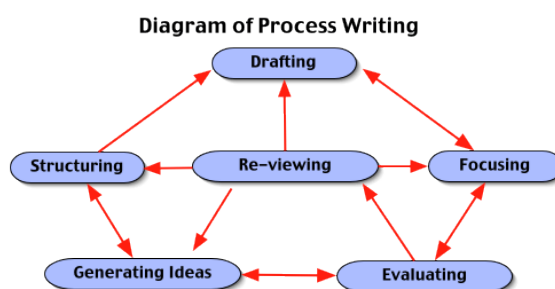 Diagram of Process Writing
Drafting
Structuring
Re-viewing
Focusing
Generating Ideas
Evaluating